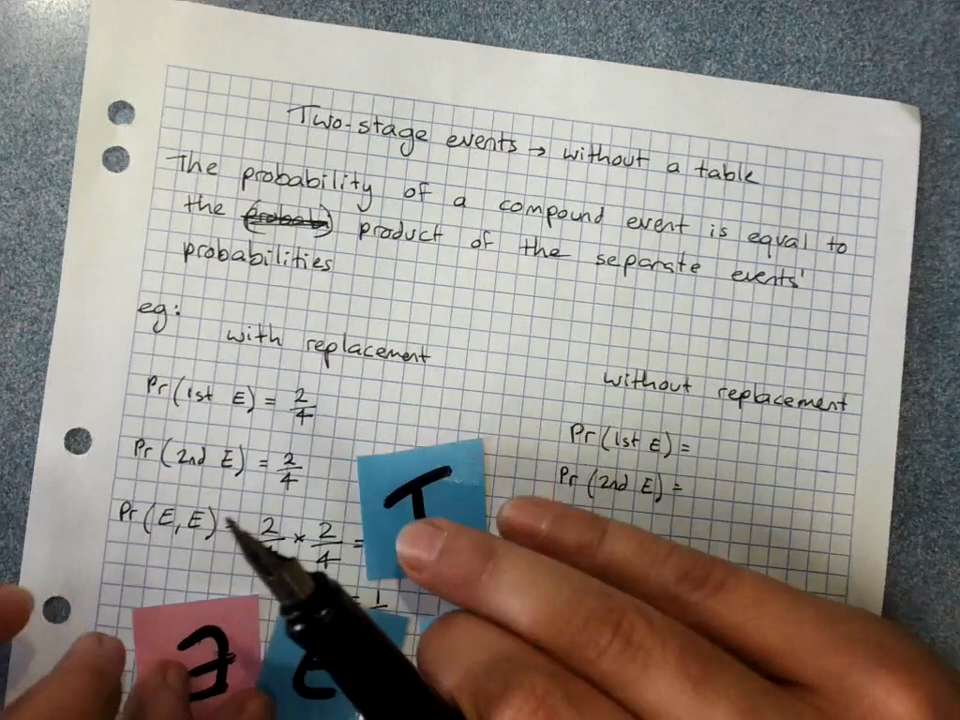 Two-stage events → without a table
The probability of a compound event is equal to
the product of the separate events'
probabilities
eg:
with replacement
Pr(1st E) = 2/4
Pr(2nd E) = 2/4
Pr(E,E) = 2/4 × 2/4 =
= 1
without replacement
Pr(1st E) =
Pr(2nd E) =
T
E
E